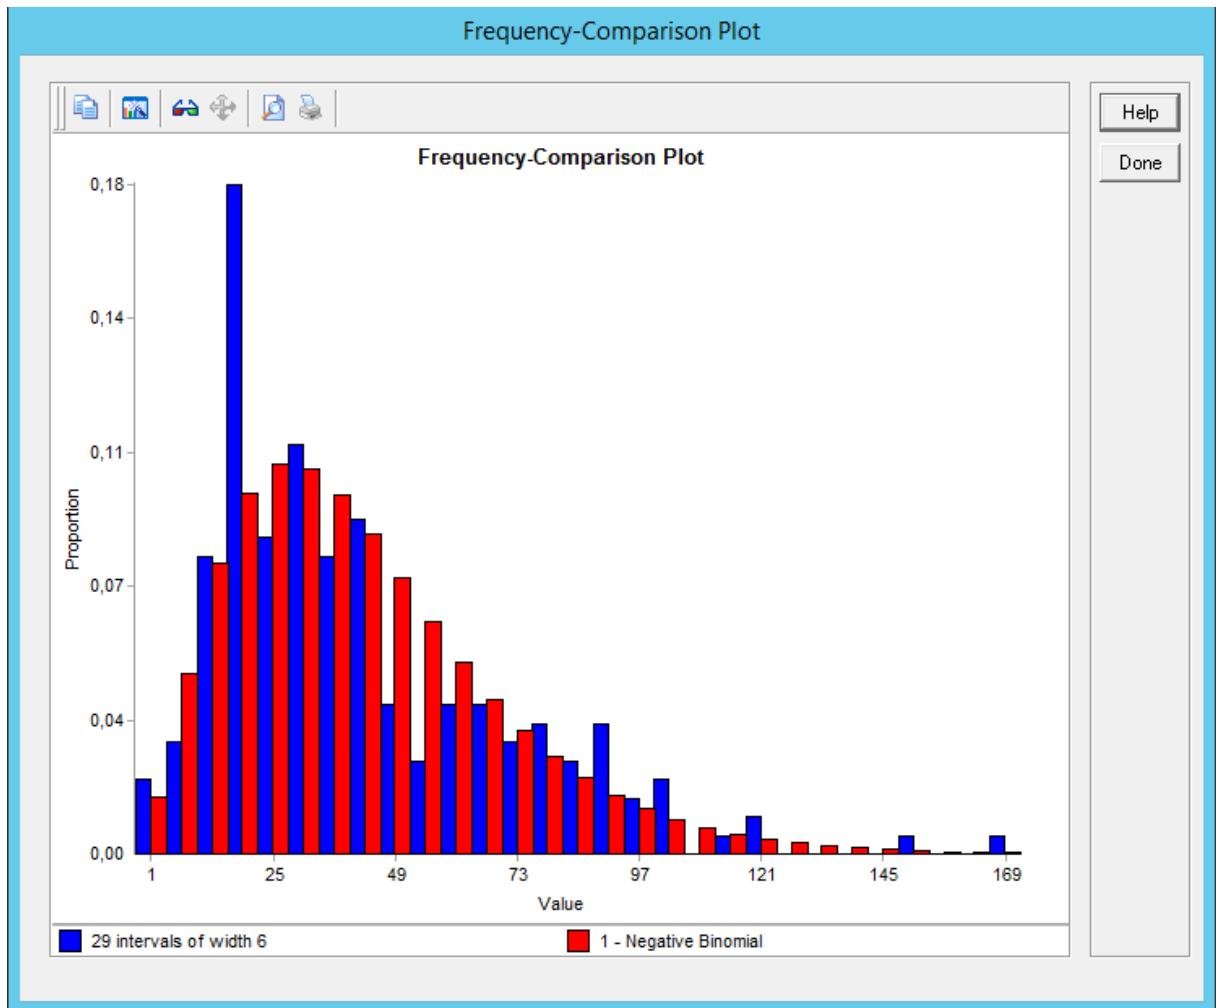 Frequency-Comparison Plot
Help
Done
Frequency-Comparison Plot
0,18
0,14
0,11
0,07
0,04
0,00
Proportion
1 25 49 73 97 121 145 169
Value
29 intervals of width 6
1 - Negative Binomial